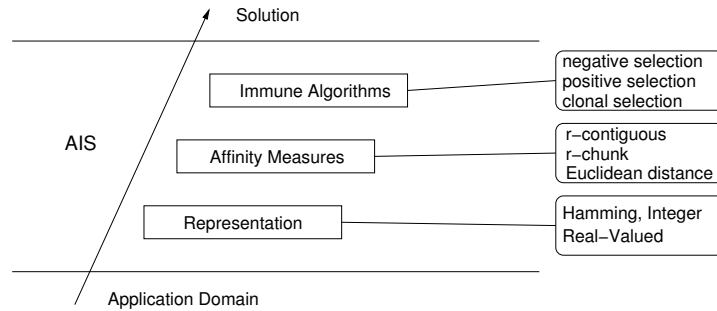 Solution
Immune Algorithms
negative selection
positive selection
clonal selection
AIS
Affinity Measures
r−contiguous
r−chunk
Euclidean distance
Representation
Hamming, Integer
Real−Valued
Application Domain